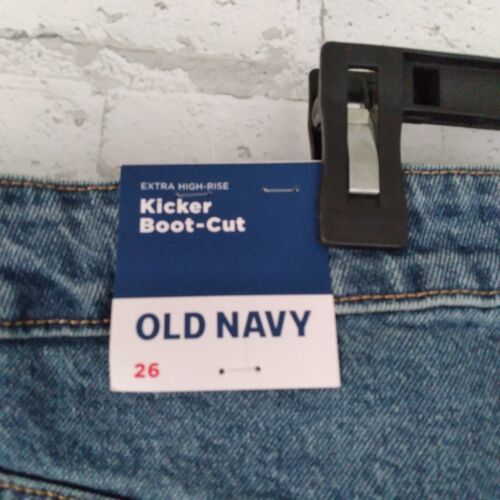 EXTRA HIGH-RISE
Kicker
Boot-Cut
OLD NAVY
26